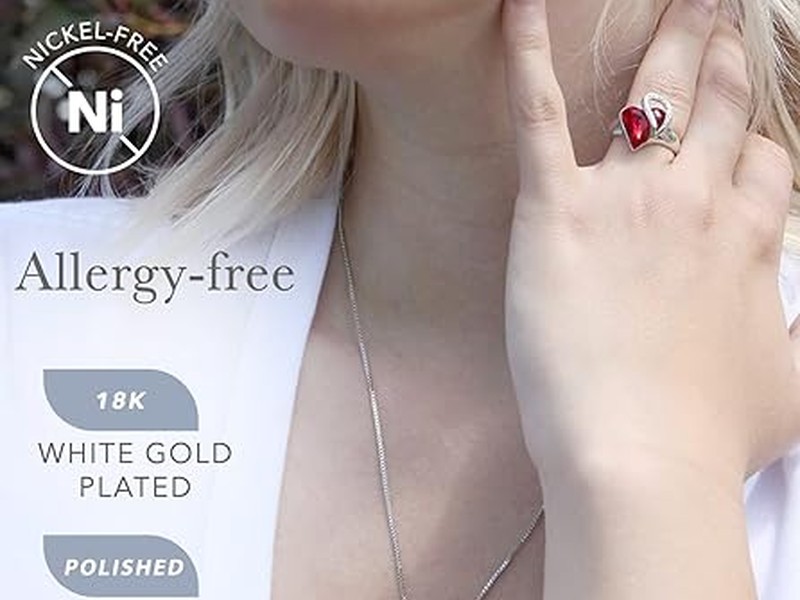 NICKEL-FREE
Ni
Allergy-free
18K
WHITE GOLD
PLATED
POLISHED